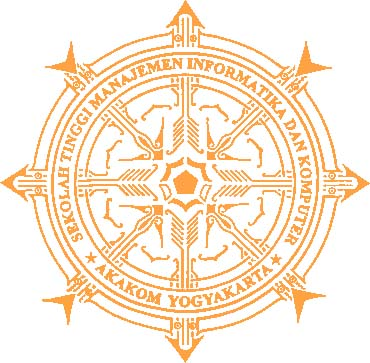 SEKOLAH TINGGI MANAJEMEN INFORMATIKA DAN KOMPUTER
AKAKOM YOGYAKARTA